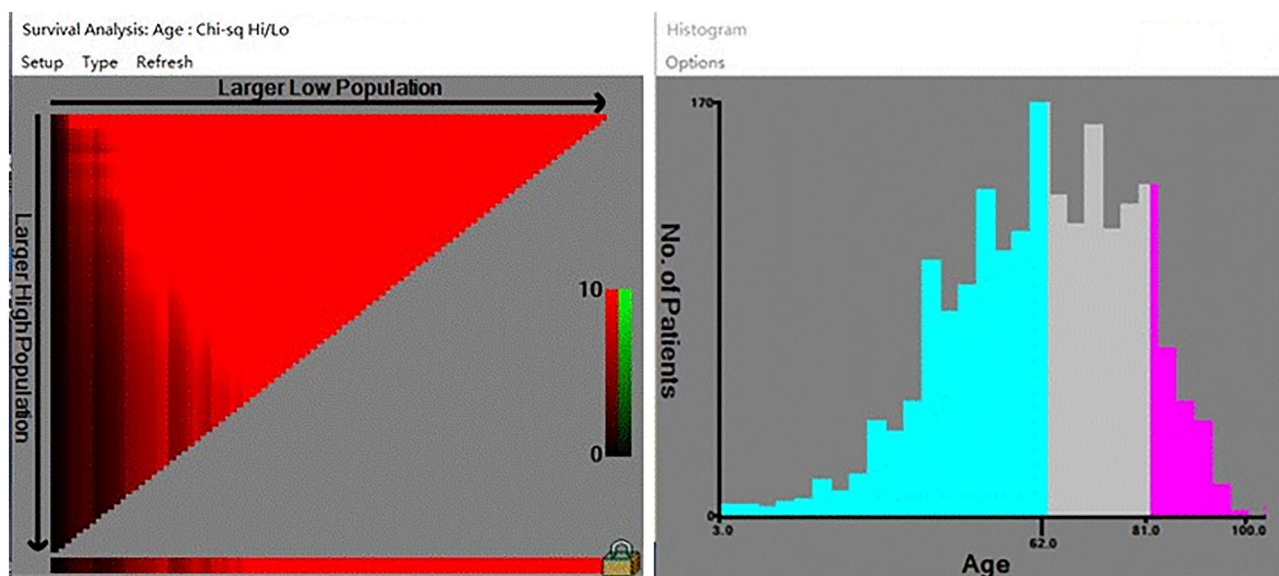 Survival Analysis: Age : Chi-sq Hi/Lo
Setup Type Refresh
Larger Low Population
Larger High Population
10
0
Histogram
Options
170
No. of Patients
0
3.0
62.0
81.0
100.0
Age